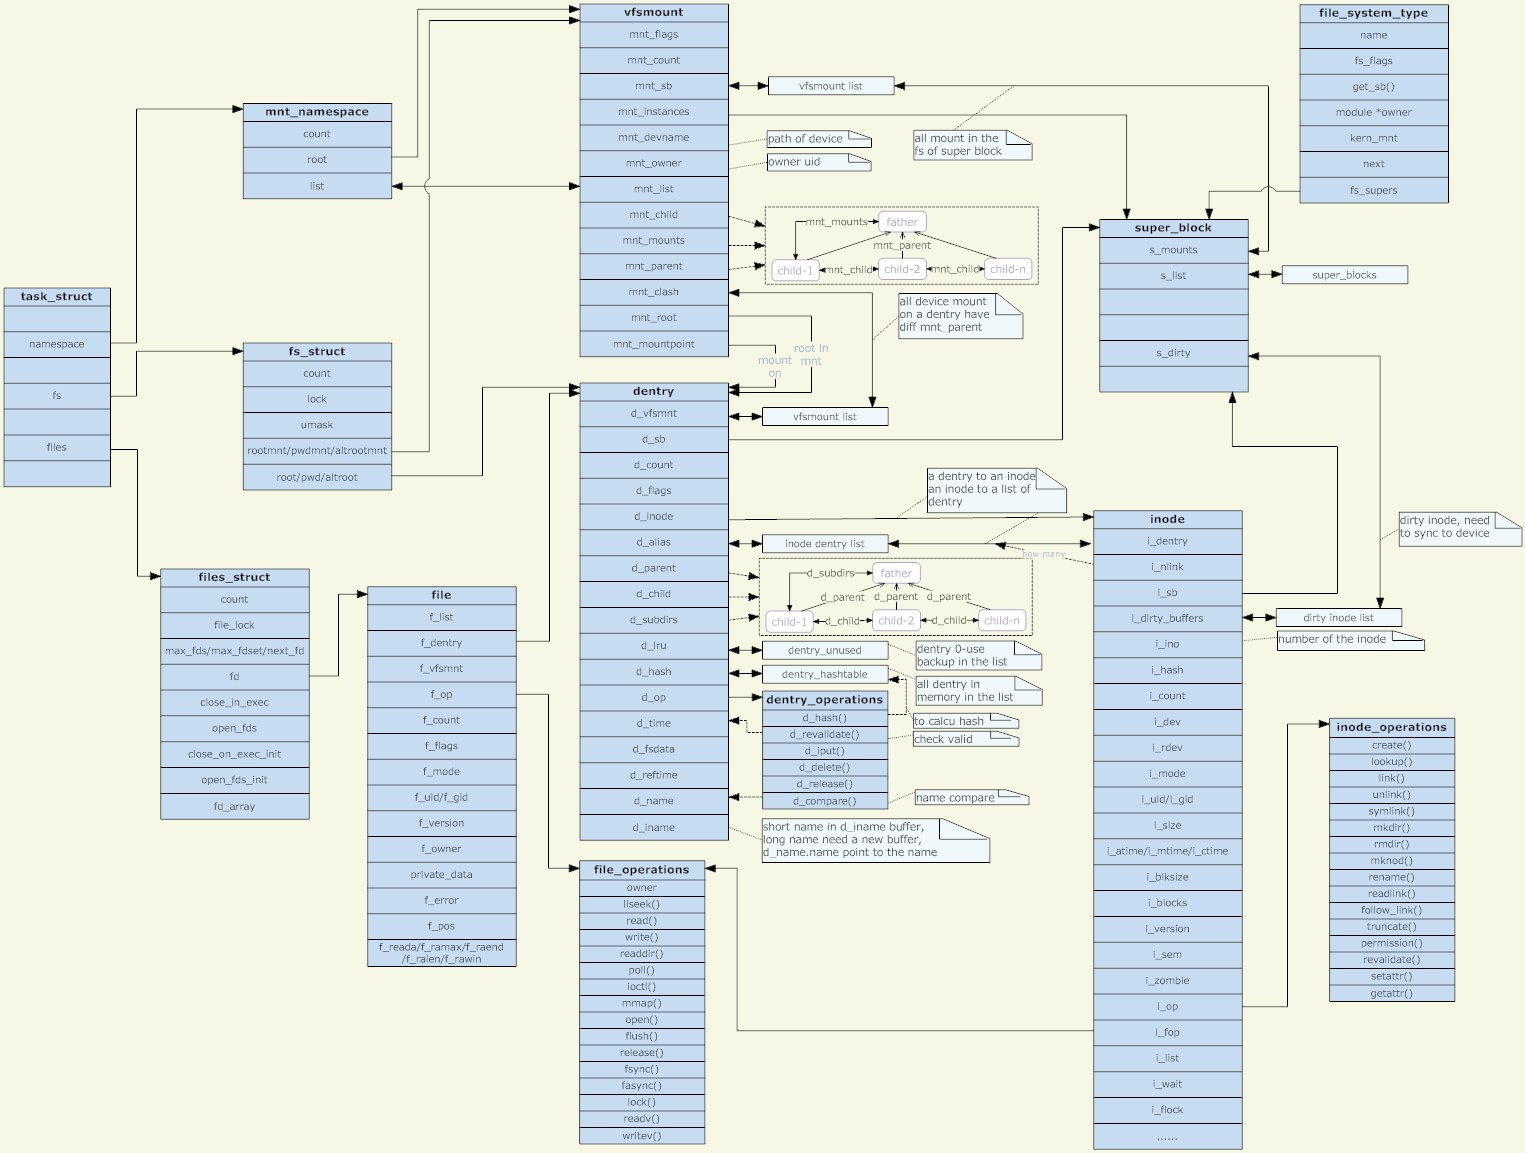 vfsmount
mnt_flags
mnt_count
mnt_sb
mnt_instances
mnt_devname
mnt_owner
mnt_list
mnt_child
mnt_mounts
mnt_parent
mnt_clash
mnt_root
mnt_mountpoint
file_system_type
name
fs_flags
get_sb()
module *owner
kern_mnt
next
fs_supers
vfsmount list
path of device
owner uid
all mount in the
fs of super block
mnt_namespace
count
root
list
mnt_mounts
father
mnt_parent
child-1
mnt_child
child-2
mnt_child
child-n
super_block
s_mounts
s_list
s_dirty
super_blocks
all device mount
on a dentry have
diff mnt_parent
root in
mnt
mount
on
task_struct
namespace
fs
files
fs_struct
count
lock
umask
rootmnt/pwdmnt/altrootmnt
root/pwd/altroot
dentry
d_vfsmnt
d_sb
d_count
d_flags
d_inode
d_alias
d_parent
d_child
d_subdirs
d_lru
d_hash
d_op
d_time
d_fsdata
d_reftime
d_name
d_iname
vfsmount list
a dentry to an inode
an inode to a list of
dentry
inode dentry list
how many
d_subdirs
father
d_parent
d_parent
d_parent
child-1
d_child
child-2
d_child
child-n
dentry_unused
dentry 0-use
backup in the list
dentry_hashtable
all dentry in
memory in the list
dentry_operations
d_hash()
d_revalidate()
d_iput()
d_delete()
d_release()
d_compare()
to calcu hash
check valid
name compare
short name in d_iname buffer,
long name need a new buffer,
d_name.name point to the name
inode
i_dentry
i_nlink
i_sb
i_dirty_buffers
i_ino
i_hash
i_count
i_dev
i_rdev
i_mode
i_uid/i_gid
i_size
i_atime/i_mtime/i_ctime
i_blksize
i_blocks
i_version
i_sem
i_zombie
i_op
i_fop
i_list
i_wait
i_flock
......
dirty inode, need
to sync to device
dirty inode list
number of the inode
files_struct
count
file_lock
max_fds/max_fdset/next_fd
fd
close_in_exec
open_fds
close_on_exec_init
open_fds_init
fd_array
file
f_list
f_dentry
f_vfsmnt
f_op
f_count
f_flags
f_mode
f_uid/f_gid
f_version
f_owner
private_data
f_error
f_pos
f_reada/f_ramax/f_raend
/f_ralen/f_rawin
file_operations
owner
llseek()
read()
write()
readdir()
poll()
ioctl()
mmap()
open()
flush()
release()
fsync()
fasync()
lock()
readv()
writev()
inode_operations
create()
lookup()
link()
unlink()
symlink()
mkdir()
rmdir()
mknod()
rename()
readlink()
follow_link()
truncate()
permission()
revalidate()
setattr()
getattr()